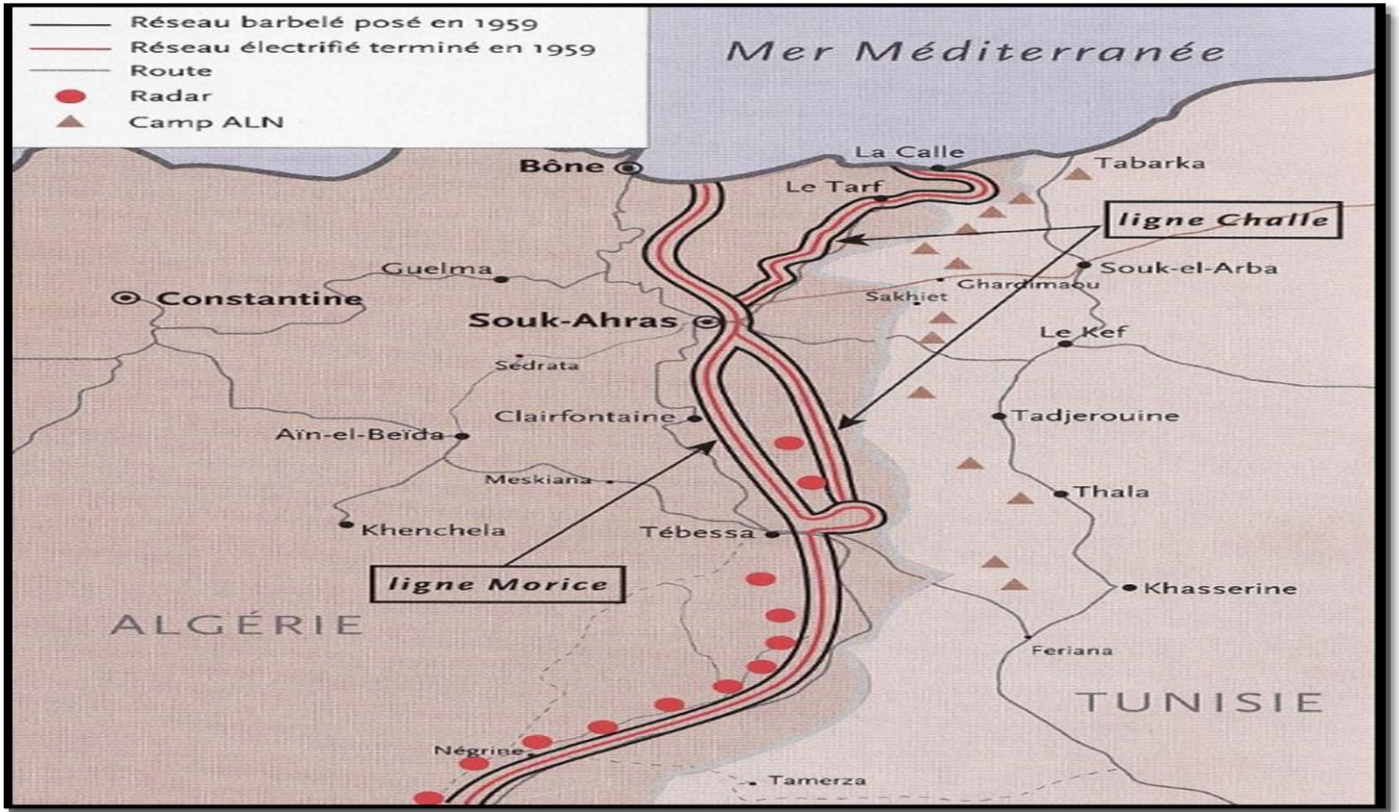 Réseau barbelé posé en 1959
Réseau électrifié terminé en 1959
Route
Radar
Camp ALN
Mer Méditerranée
La Calle
Bône
Tabarka
Le Tarf
ligne Challe
Guelma
Souk-el-Arba
Constantine
Ghardimaou
Sakhiet
Souk-Ahras
Le Kef
Sédrata
Clairfontaine
Tadjerouine
Aïn-el-Beïda
Meskiana
Thala
Khenchela
Tébessa
ligne Morice
Khasserine
ALGÉRIE
Feriana
TUNISIE
Négrine
Tamerza